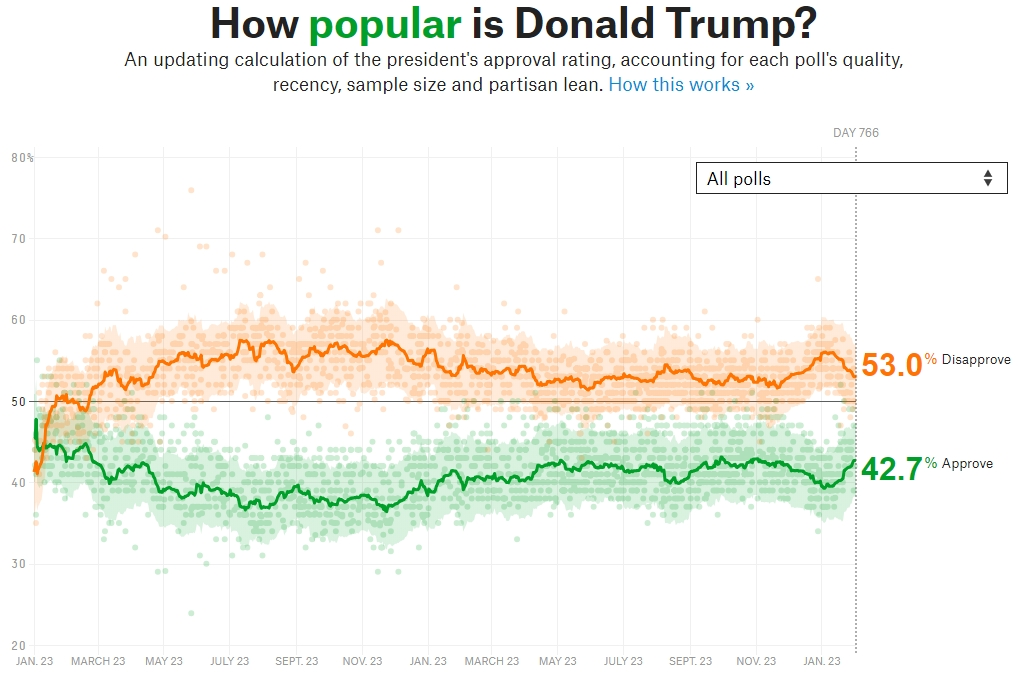 How popular is Donald Trump?
An updating calculation of the president's approval rating, accounting for each poll's quality,
recency, sample size and partisan lean. How this works »
DAY 766
80%
All polls
70
60
53.0% Disapprove
50
42.7% Approve
40
30
20
JAN. 23 MARCH 23 MAY 23 JULY 23 SEPT. 23 NOV. 23 JAN. 23 MARCH 23 MAY 23 JULY 23 SEPT. 23 NOV. 23 JAN. 23